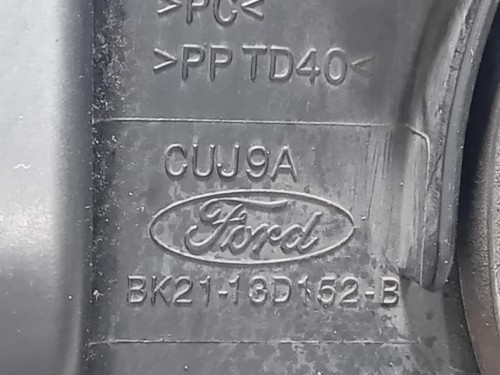 >PC<
>PP TD40<
CUJ9A
Ford
BK21-13D152-B